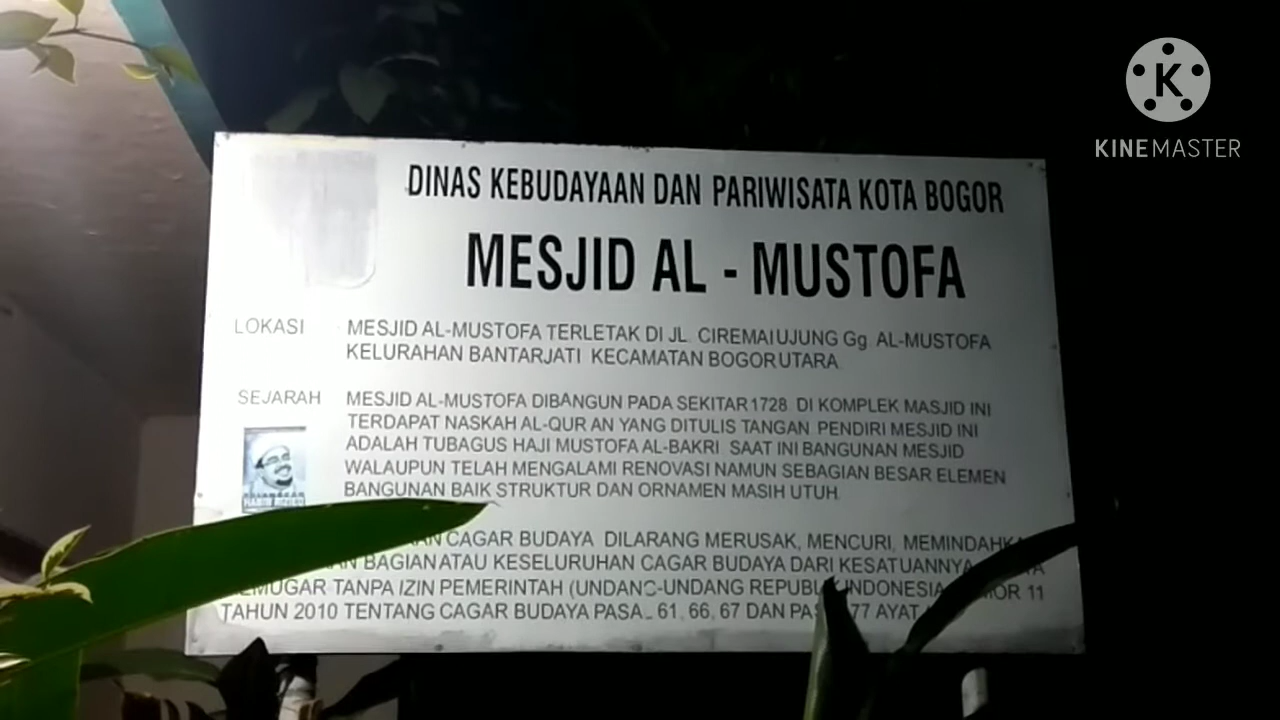 KINEMASTER
DINAS KEBUDAYAAN DAN PARIWISATA KOTA BOGOR
MESJID AL - MUSTOFA
LOKASI MESJID AL-MUSTOFA TERLETAK DI JL. CIREMAI UJUNG Gg. AL-MUSTOFA
KELURAHAN BANTARJATI KECAMATAN BOGOR UTARA
SEJARAH MESJID AL-MUSTOFA DIBANGUN PADA SEKITAR 1728 DI KOMPLEK MASJID INI
TERDAPAT NASKAH AL-QUR AN YANG DITULIS TANGAN PENDIRI MESJID INI
ADALAH TUBAGUS HAJI MUSTOFA AL-BAKRI SAAT INI BANGUNAN MESJID
WALAUPUN TELAH MENGALAMI RENOVASI NAMUN SEBAGIAN BESAR ELEMEN
BANGUNAN BAIK STRUKTUR DAN ORNAMEN MASIH UTUH.
CAGAR BUDAYA DILARANG MERUSAK, MENCURI, MEMINDAHKA
BAGIAN ATAU KESELURUHAN CAGAR BUDAYA DARI KESATUANNYA
TANPA IZIN PEMERINTAH (UNDANG-UNDANG REPUBLIK INDONESIA 11
TAHUN 2010 TENTANG CAGAR BUDAYA PASAL 61, 66, 67 DAN 77 AYAT